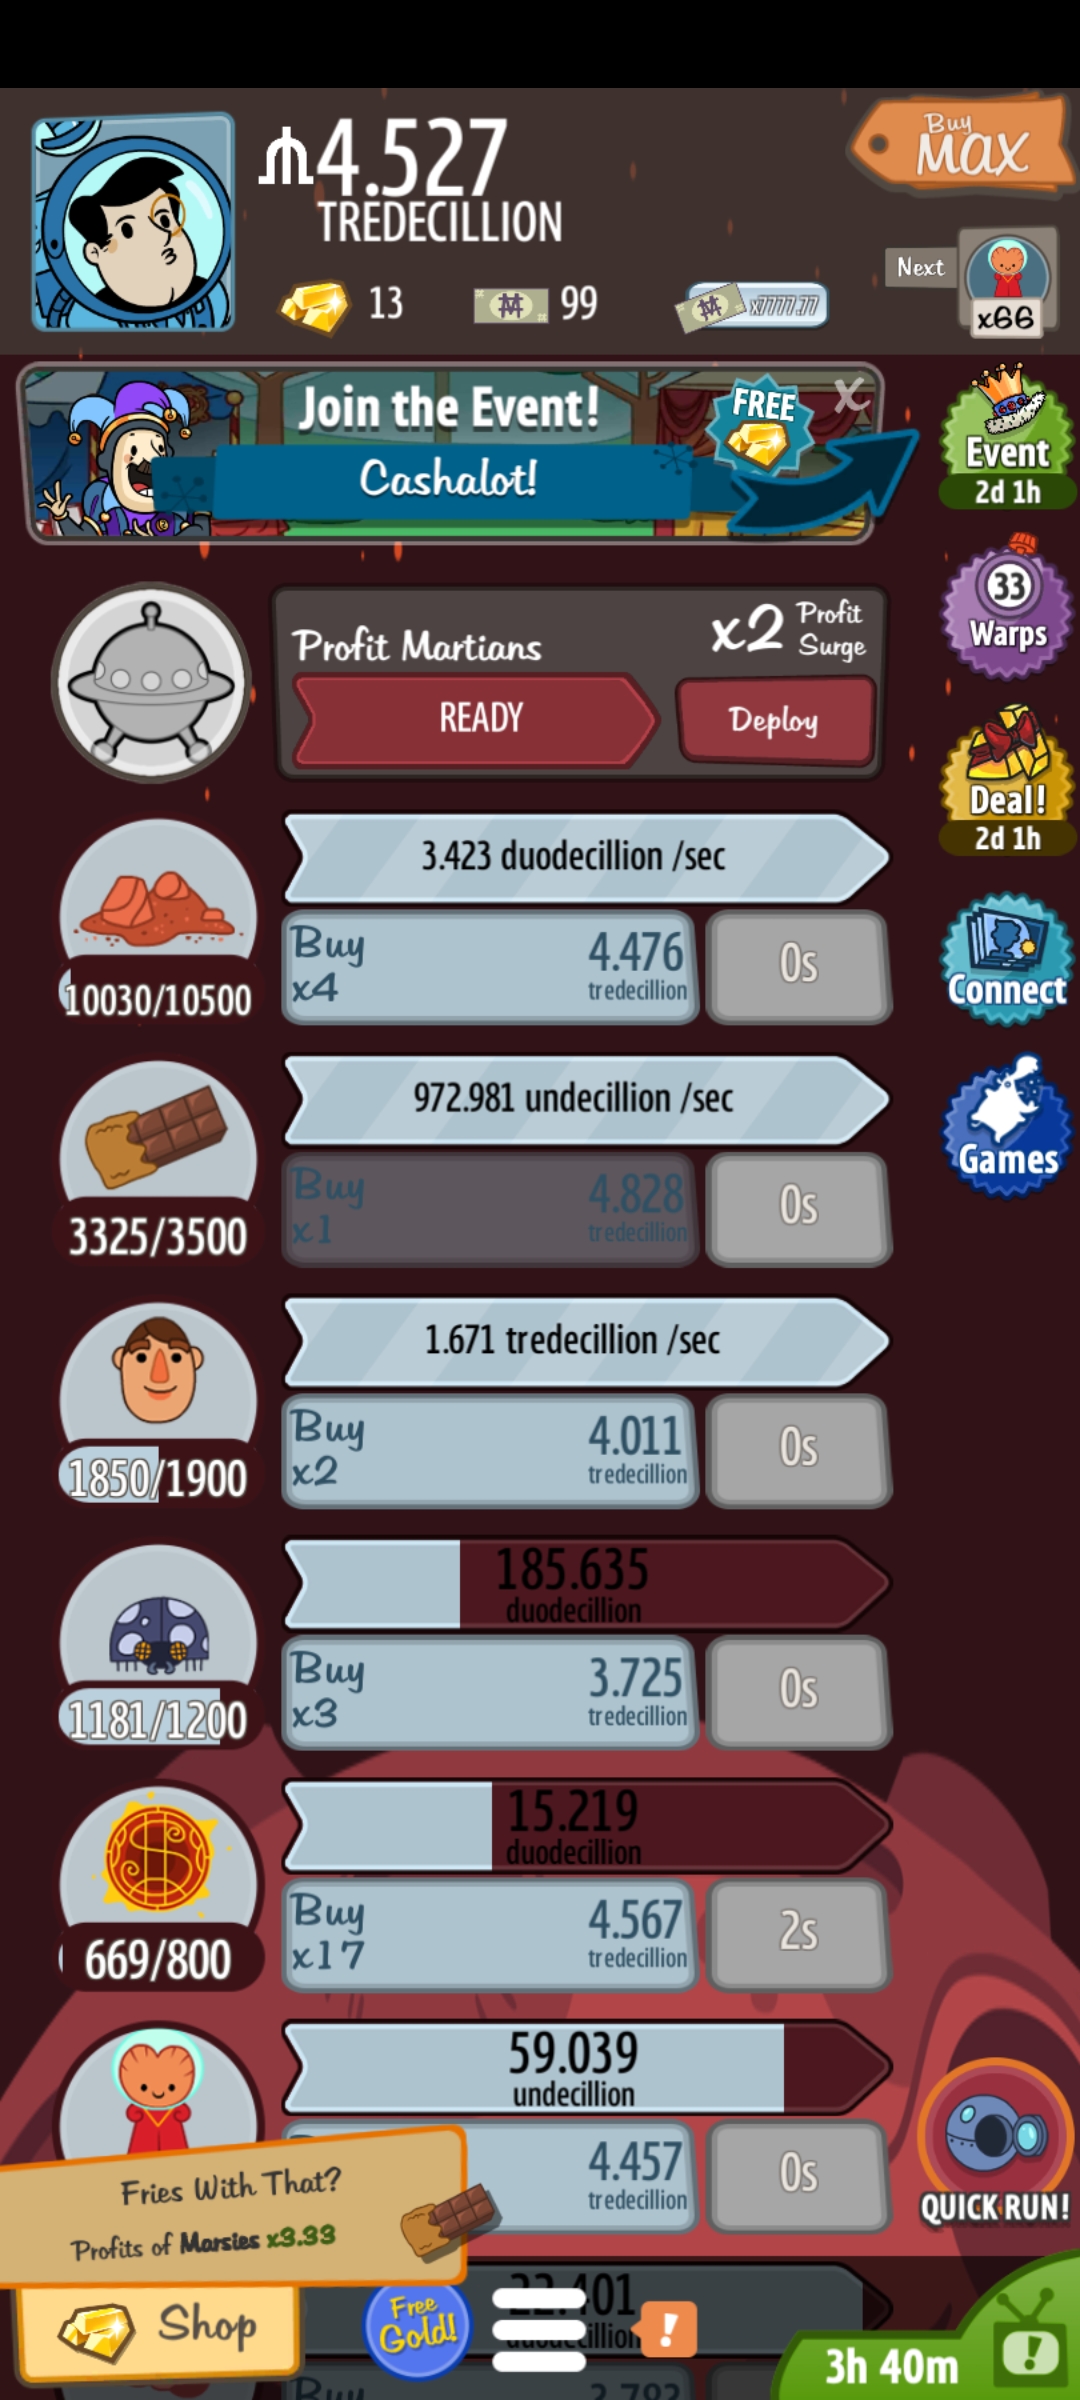 4.527
TREDECILLION
Buy
MAX
13
99
x7777.77
Next
x66
Join the Event!
Cashalot!
FREE
X
Event
2d 1h
33
Warps
Profit Martians
x2 Profit
Surge
READY
Deploy
Deal!
2d 1h
3.423 duodecillion /sec
Buy
x4
4.476
tredecillion
0s
10030/10500
Connect
972.981 undecillion /sec
Buy
x1
4.828
tredecillion
0s
3325/3500
Games
1.671 tredecillion /sec
Buy
x2
4.011
tredecillion
0s
1850/1900
185.635
duodecillion
Buy
x3
3.725
tredecillion
0s
1181/1200
15.219
duodecillion
Buy
x17
4.567
tredecillion
2s
669/800
59.039
undecillion
4.457
tredecillion
0s
QUICK RUN!
Fries With That?
Profits of Marsies x3.33
Shop
Free
Gold!
!
3h 40m
!
Buy